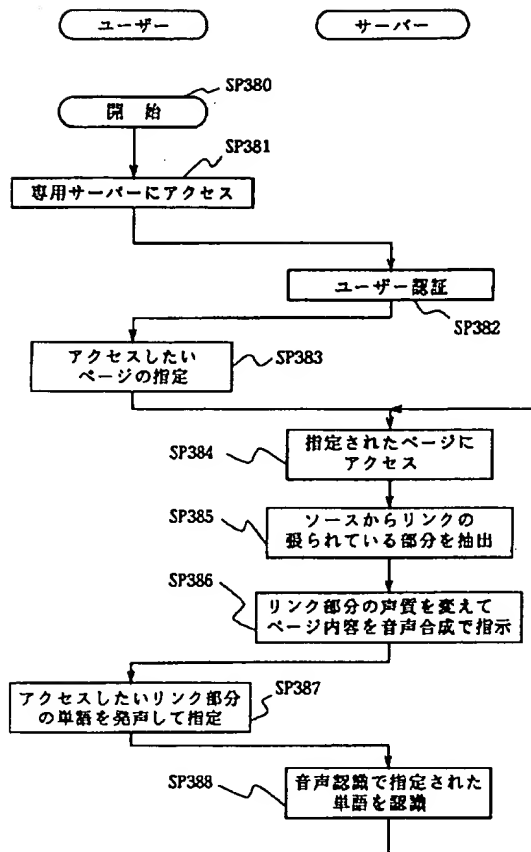 ユーザー
サーバー
SP380
開 始
SP381
専用サーバーにアクセス
ユーザー認証
SP382
アクセスしたい
ページの指定
SP383
SP384
指定されたページに
アクセス
SP385
ソースからリンクの
張られている部分を抽出
SP386
リンク部分の声質を変えて
ページ内容を音声合成で指示
アクセスしたいリンク部分
の単語を発声して指定
SP387
SP388
音声認識で指定された
単語を認識